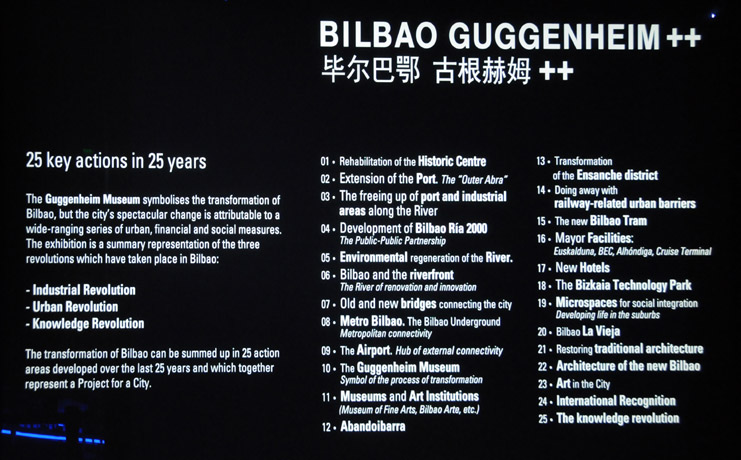 BILBAO GUGGENHEIM ++
毕尔巴鄂 古根赫姆 ++
25 key actions in 25 years
The Guggenheim Museum symbolises the transformation of
Bilbao, but the city's spectacular change is attributable to a
wide-ranging series of urban, financial and social measures.
The exhibition is a summary representation of the three
revolutions which have taken place in Bilbao:
- Industrial Revolution
- Urban Revolution
- Knowledge Revolution
The transformation of Bilbao can be summed up in 25 action
areas developed over the last 25 years and which together
represent a Project for a City.
01 • Rehabilitation of the Historic Centre
02 • Extension of the Port. The "Outer Abra"
03 • The freeing up of port and industrial
areas along the River
04 • Development of Bilbao Ría 2000
The Public-Public Partnership
05 • Environmental regeneration of the River.
06 • Bilbao and the riverfront
The River of renovation and innovation
07 • Old and new bridges connecting the city
08 • Metro Bilbao. The Bilbao Underground
Metropolitan connectivity
09 • The Airport. Hub of external connectivity
10 • The Guggenheim Museum
Symbol of the process of transformation
11 • Museums and Art Institutions
(Museum of Fine Arts, Bilbao Arte, etc.)
12 • Abandoibarra
13 • Transformation
of the Ensanche district
14 • Doing away with
railway-related urban barriers
15 • The new Bilbao Tram
16 • Mayor Facilities:
Euskalduna, BEC, Alhóndiga, Cruise Terminal
17 • New Hotels
18 • The Bizkaia Technology Park
19 • Microspaces for social integration
Developing life in the suburbs
20 • Bilbao La Vieja
21 • Restoring traditional architecture
22 • Architecture of the new Bilbao
23 • Art in the City
24 • International Recognition
25 • The knowledge revolution